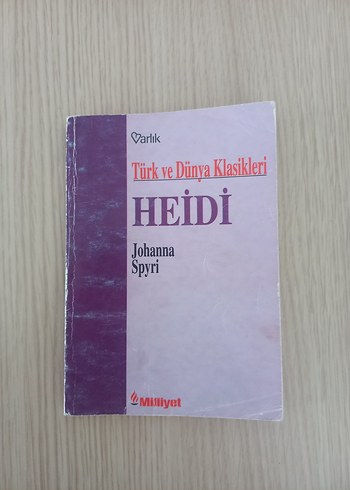 Varlık
Türk ve Dünya Klasikleri
HEİDİ
Johanna
Spyri
Milliyet